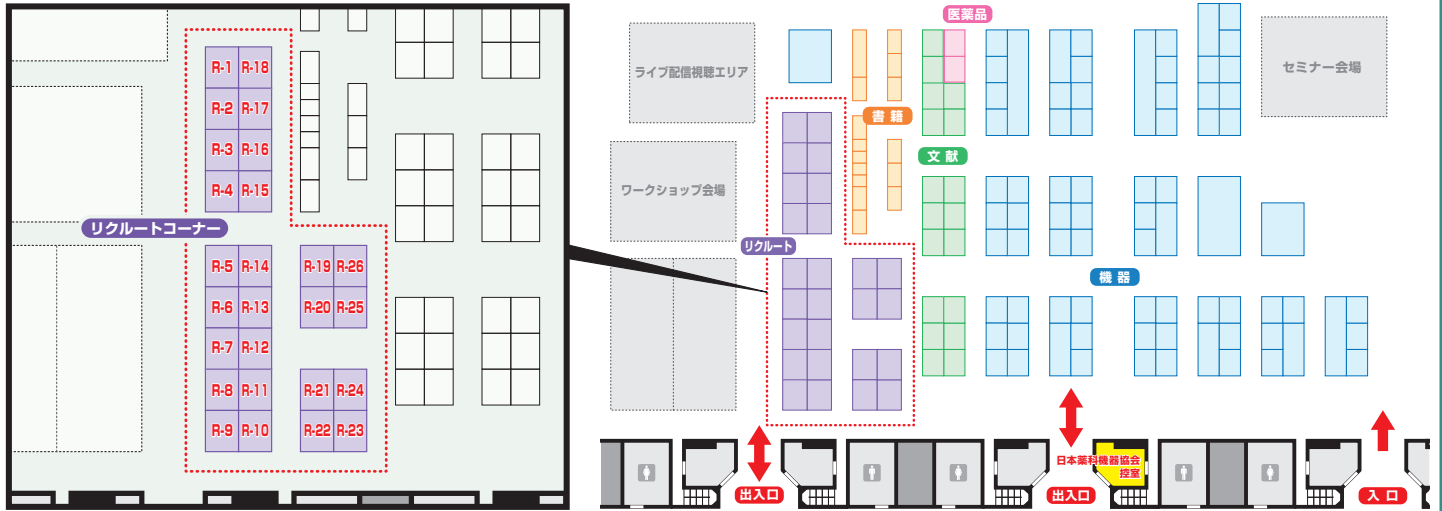 R-1 R-18
R-2 R-17
R-3 R-16
R-4 R-15
リクルートコーナー
R-5 R-14
R-6 R-13
R-7 R-12
R-8 R-11
R-9 R-10
R-19 R-26
R-20 R-25
R-21 R-24
R-22 R-23
医薬品
ライブ配信視聴エリア
セミナー会場
書籍
文献
ワークショップ会場
リクルート
機器
日本薬科機器協会
控室
出入口
出入口
入口